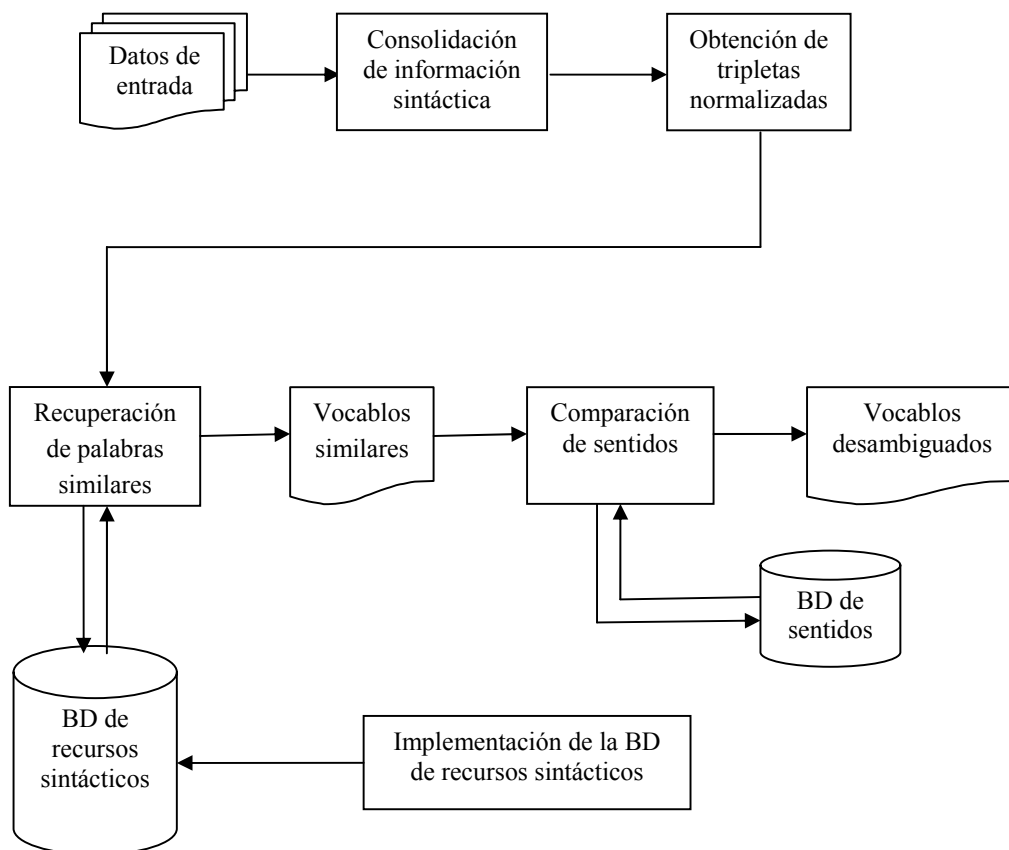 Datos de
entrada
Consolidación
de información
sintáctica
Obtención de
tripletas
normalizadas
Recuperación
de palabras
similares
Vocablos
similares
Comparación
de sentidos
Vocablos
desambiguados
BD de
sentidos
BD de
recursos
sintácticos
Implementación de la BD
de recursos sintácticos